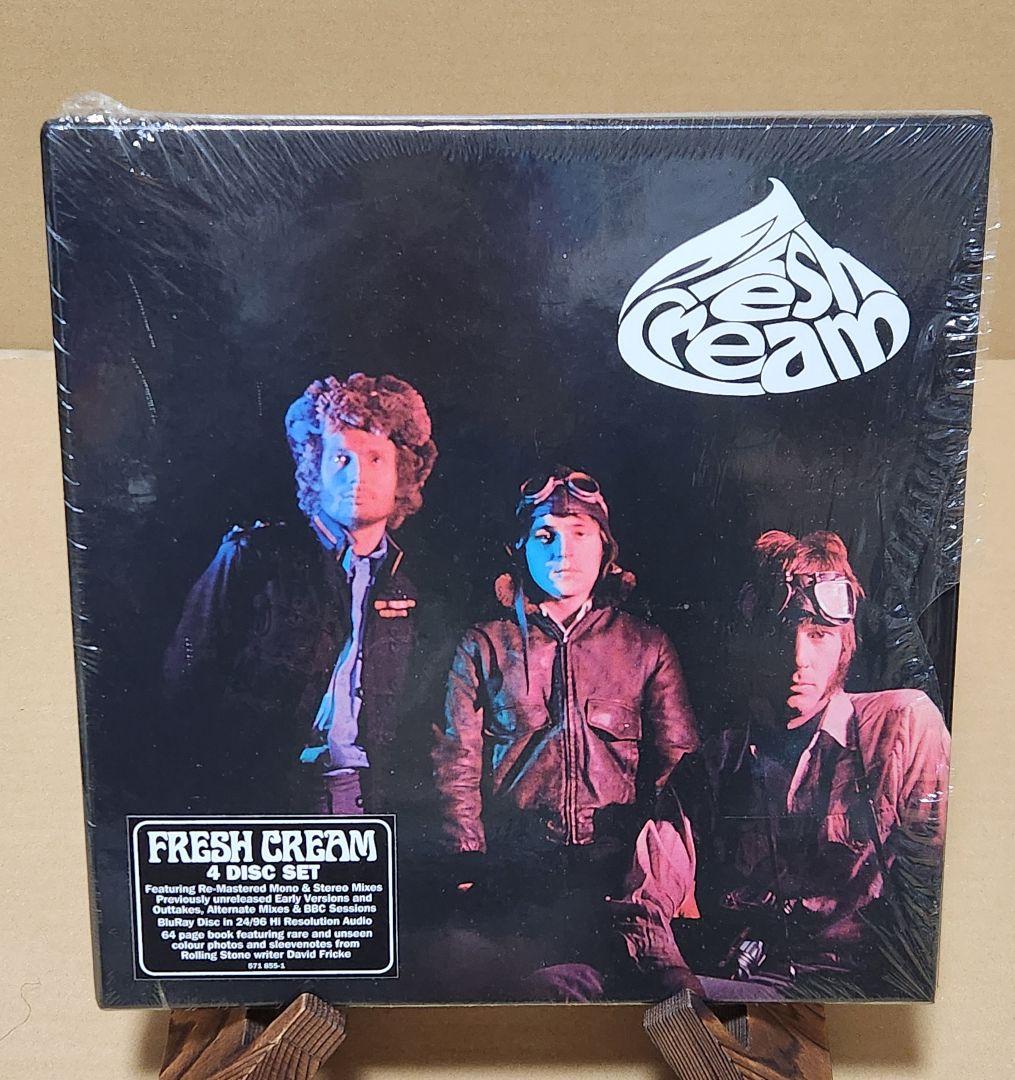 Fresh
Cream
FRESH CREAM
4 DISC SET
Featuring Re-Mastered Mono & Stereo Mixes
Previously unreleased Early Versions and
Outtakes, Alternate Mixes & BBC Sessions
BluRay Disc in 24/96 Hi Resolution Audio
64 page book featuring rare and unseen
colour photos and sleevenotes from
Rolling Stone writer David Fricke
571 855-1